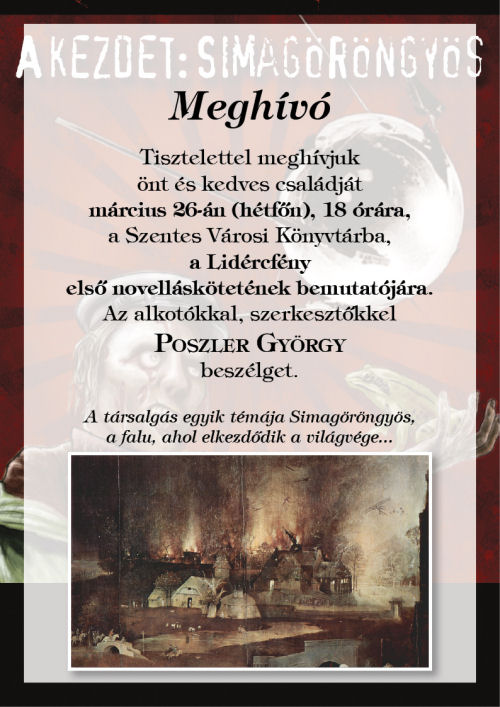 A KEZDET: SIMAGÖRÖNGYÖS
Meghívó
Tisztelettel meghívjuk
önt és kedves családját
március 26-án (hétfőn), 18 órára,
a Szentes Városi Könyvtárba,
a Lidércfény
első novelláskötetének bemutatójára.
Az alkotókkal, szerkesztőkkel
POSZLER GYÖRGY
beszélget.
A társalgás egyik témája Simagöröngyös,
a falu, ahol elkezdődik a világvége...